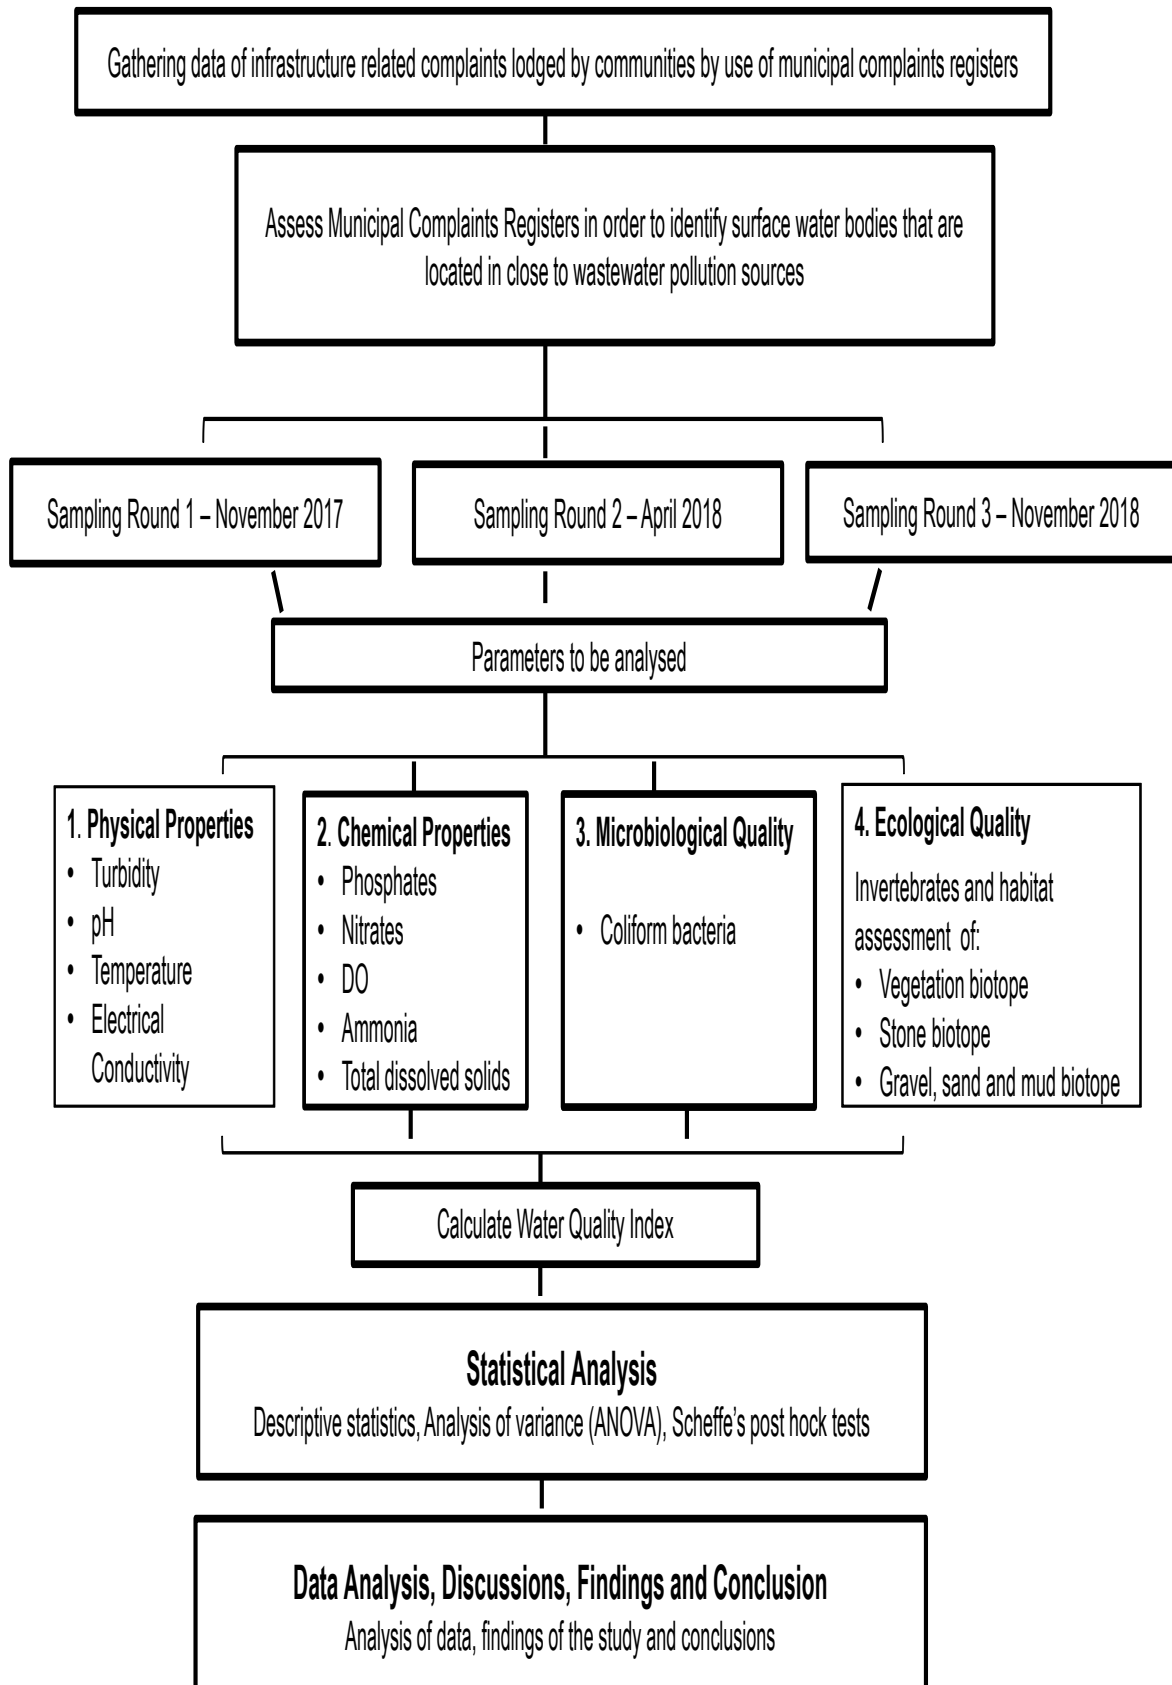 Gathering data of infrastructure related complaints lodged by communities by use of municipal complaints registers
Assess Municipal Complaints Registers in order to identify surface water bodies that are
located in close to wastewater pollution sources
Sampling Round 1 – November 2017
Sampling Round 2 – April 2018
Sampling Round 3 – November 2018
Parameters to be analysed
1. Physical Properties
• Turbidity
• pH
• Temperature
• Electrical
Conductivity
2. Chemical Properties
• Phosphates
• Nitrates
• DO
• Ammonia
• Total dissolved solids
3. Microbiological Quality
• Coliform bacteria
4. Ecological Quality
Invertebrates and habitat
assessment of:
• Vegetation biotope
• Stone biotope
• Gravel, sand and mud biotope
Calculate Water Quality Index
Statistical Analysis
Descriptive statistics, Analysis of variance (ANOVA), Scheffe’s post hock tests
Data Analysis, Discussions, Findings and Conclusion
Analysis of data, findings of the study and conclusions